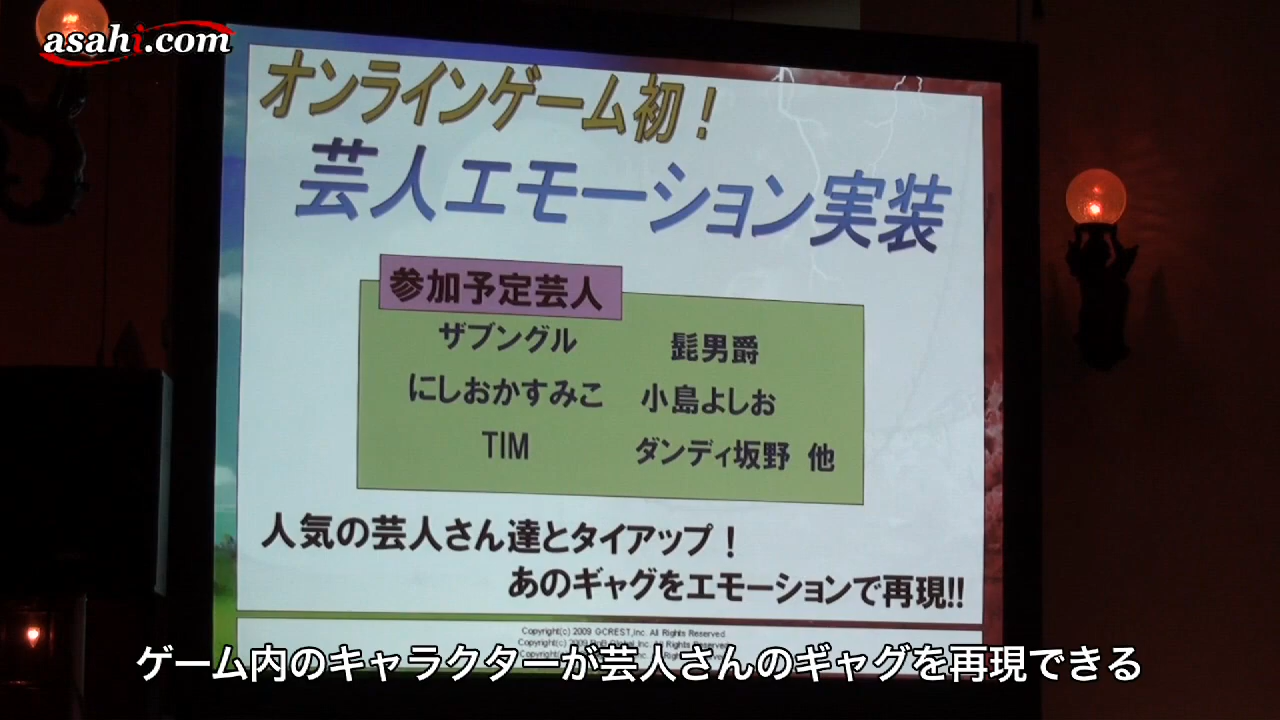 asahi.com
オンラインゲーム初！
芸人エモーション実装
参加予定芸人
ザブングル 髭男爵
にしおかすみこ 小島よしお
TIM ダンディ坂野 他
人気の芸人さん達とタイアップ！
あのギャグをエモーションで再現!!
Copyright(c) 2009 GCREST,Inc. All Rights Reserved
Copyright(c) 2009 Inc. All Rights Reserved
ゲーム内のキャラクターが芸人さんのギャグを再現できる